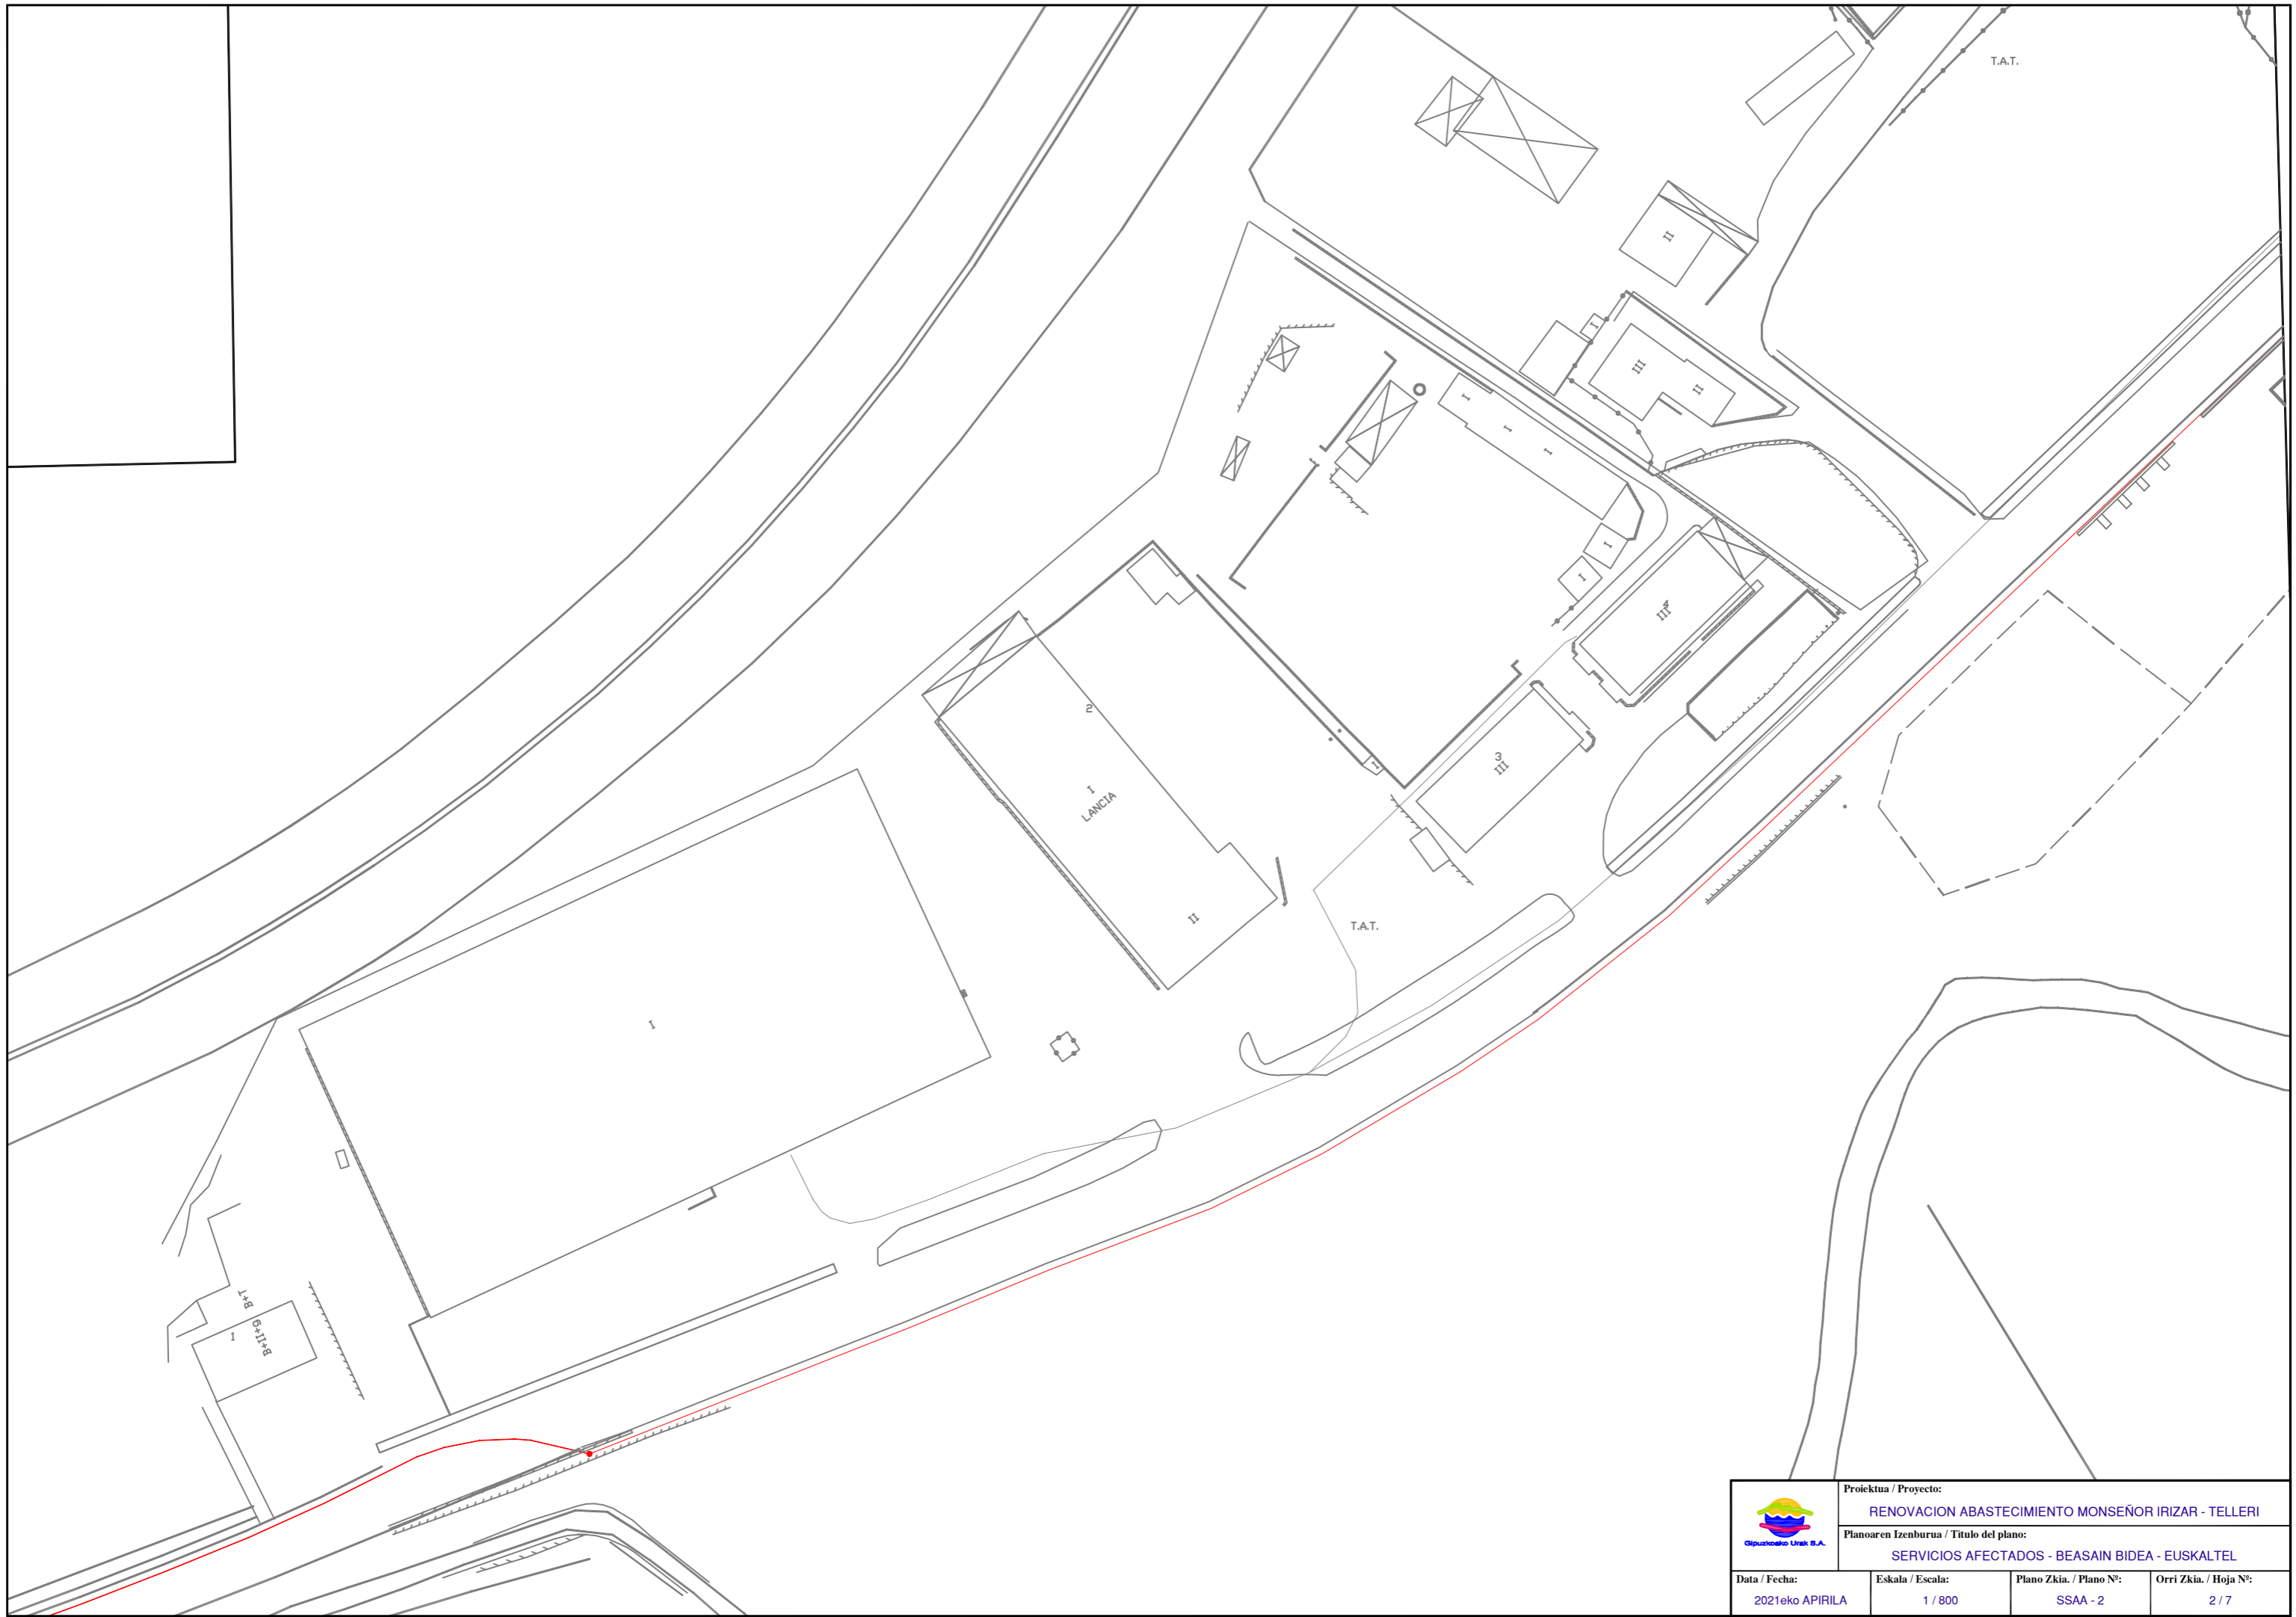 T.A.T.
II
I
III
II
I
I
I
I
I
4
III
2
3
III
I
I
LANCIA
II
T.A.T.
I
B+T
1
B+II+g
Gipuzkoako Urak S.A.
Proiektua / Proyecto:
RENOVACION ABASTECIMIENTO MONSEÑOR IRIZAR - TELLERI
Planoaren Izenburua / Titulo del plano:
SERVICIOS AFECTADOS - BEASAIN BIDEA - EUSKALTEL
Data / Fecha:
2021eko APIRILA
Eskala / Escala:
1 / 800
Plano Zkia. / Plano Nº:
SSAA - 2
Orri Zkia. / Hoja Nº:
2 / 7